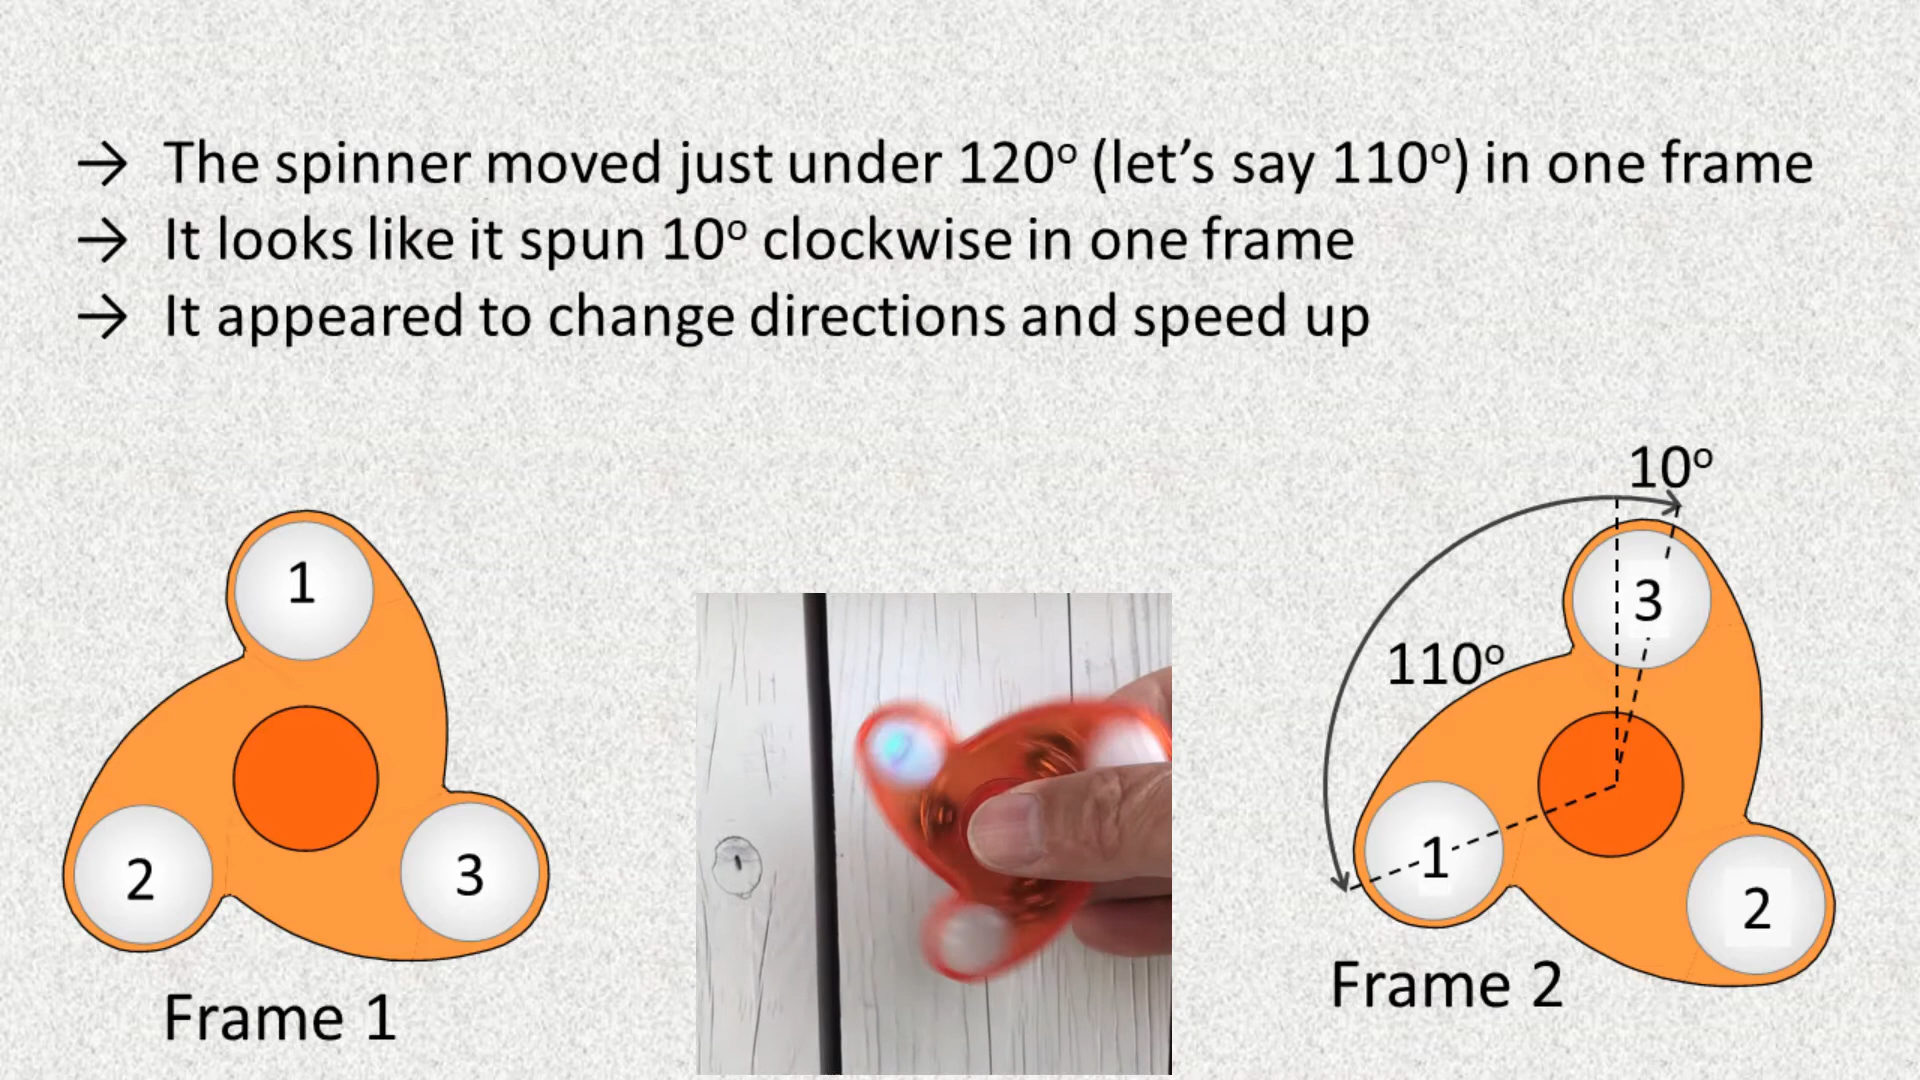 → The spinner moved just under 120º (let’s say 110º) in one frame
→ It looks like it spun 10º clockwise in one frame
→ It appeared to change directions and speed up
10º
1
3
110º
2
3
1
2
Frame 2
Frame 1